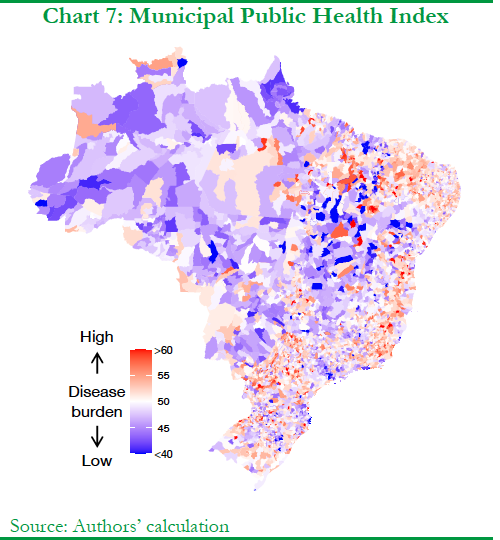 Chart 7: Municipal Public Health Index
High
Disease
burden
Low
>60
55
50
45
<40
Source: Authors' calculation